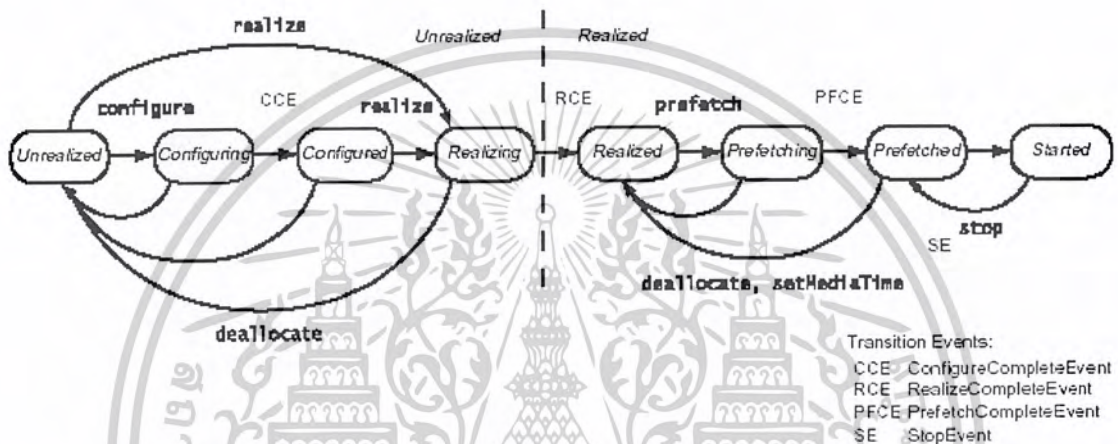 realize
Unrealized
Realized
configure
CCE
realize
RCE
prefetch
PFCE
Unrealized
Configuring
Configured
Realizing
Realized
Prefetching
Prefetched
Started
stop
SE
deallocate, setMediaTime
deallocate
Transition Events:
CCE ConfigureCompleteEvent
RCE RealizeCompleteEvent
PFCE PrefetchCompleteEvent
SE StopEvent